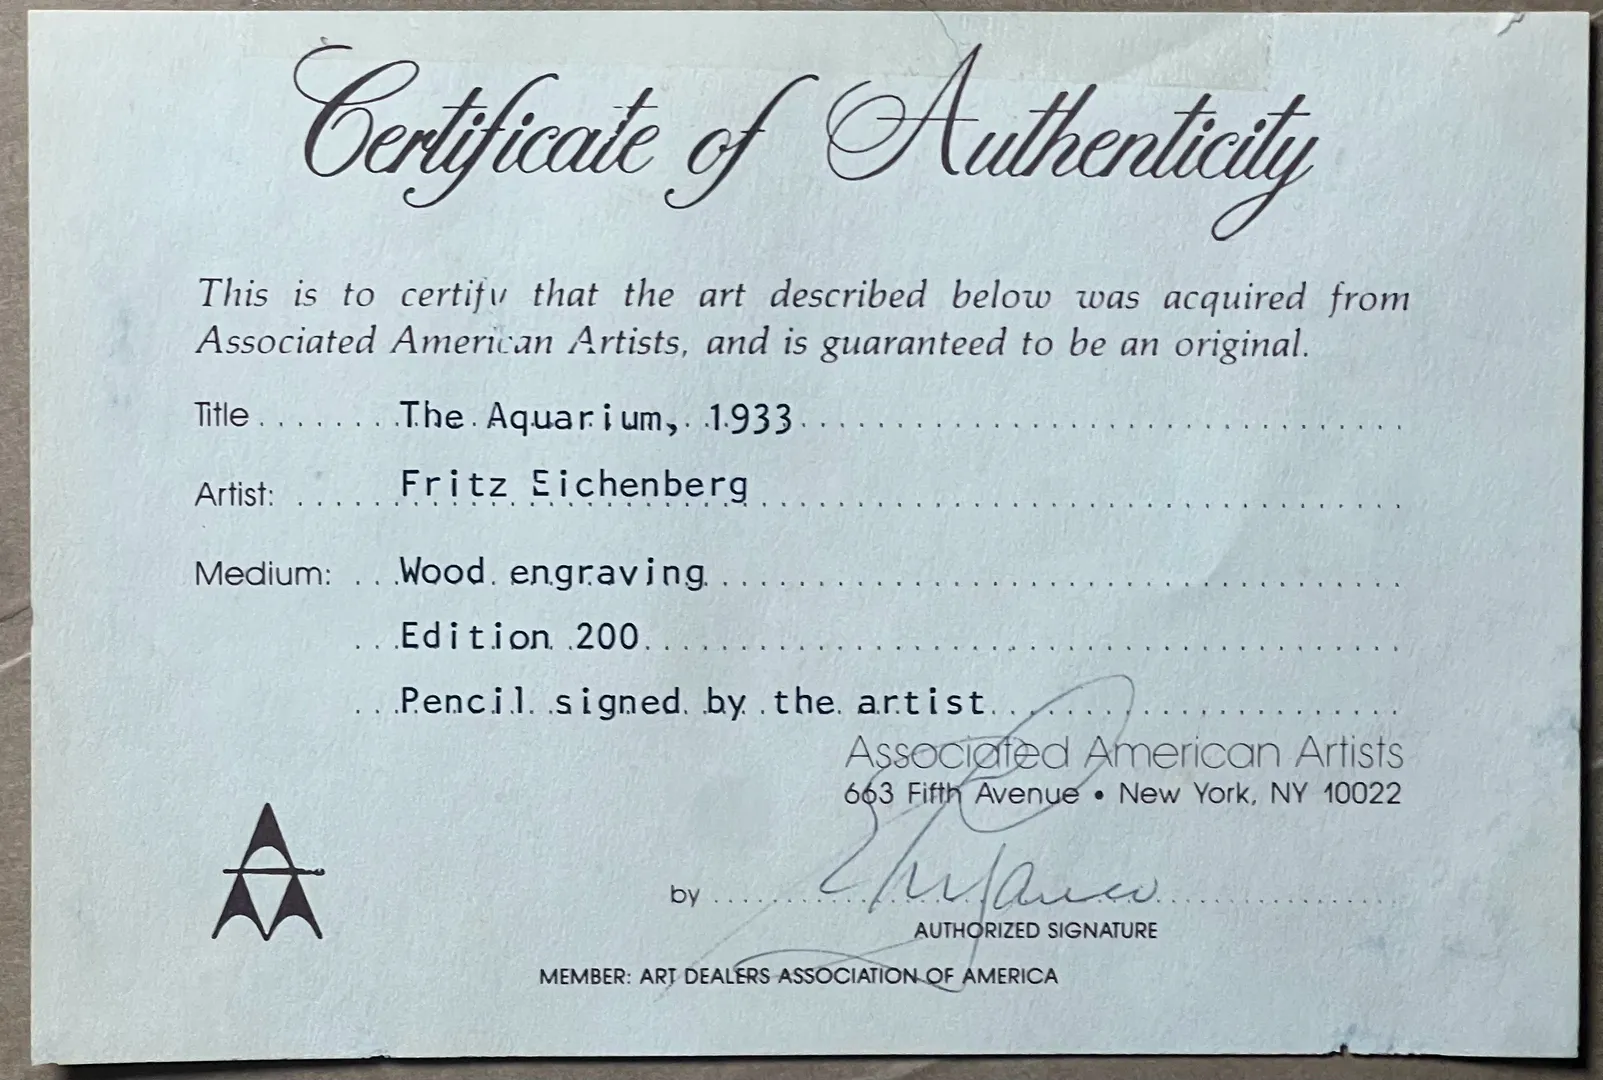 Certificate of Authenticity
This is to certify that the art described below was acquired from
Associated American Artists, and is guaranteed to be an original.
Title . . . . . . . . The Aquarium, 1933
Artist: . . . . . Fritz Eichenberg
Medium: . . . Wood engraving
. . . Edition 200
. . . Pencil signed by the artist
Associated American Artists
663 Fifth Avenue • New York, NY 10022
by
AUTHORIZED SIGNATURE
MEMBER: ART DEALERS ASSOCIATION OF AMERICA